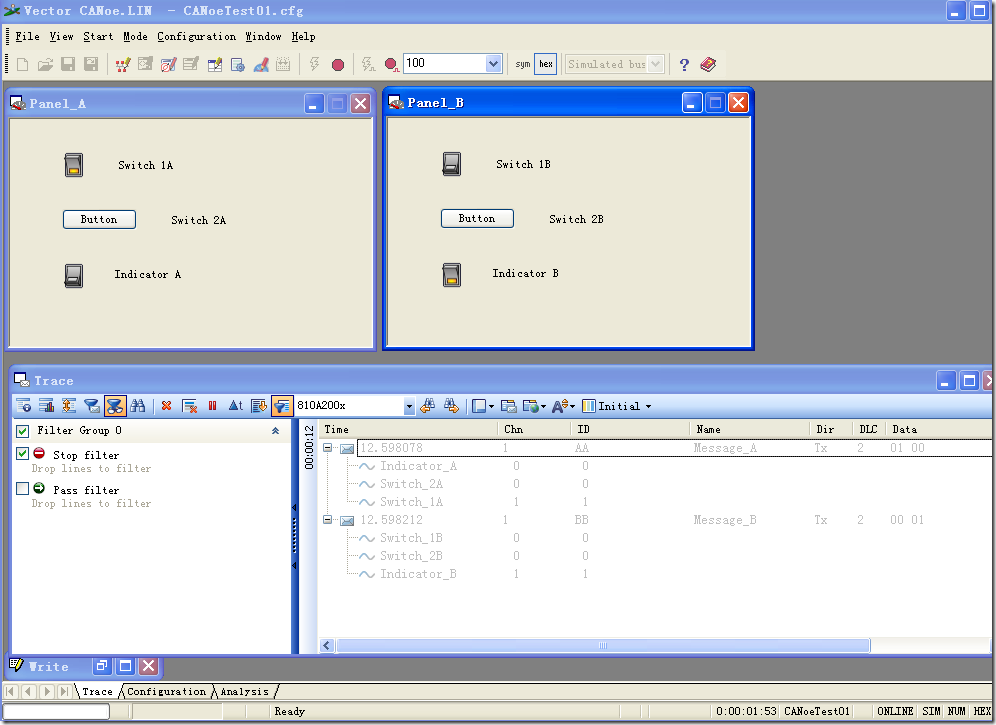 Vector CANoe.LIN - CANoeTest01.cfg
File View Start Mode Configuration Window Help
100 sym hex Simulated bus
Panel_A
Switch 1A
Button Switch 2A
Indicator A
Panel_B
Switch 1B
Button Switch 2B
Indicator B
Trace
810A200x Initial
Filter Group 0
Stop filter
Drop lines to filter
Pass filter
Drop lines to filter
00:00:12
Time Chn ID Name Dir DLC Data
12.598078 1 AA Message_A Tx 2 01 00
Indicator_A 0 0
Switch_2A 0 0
Switch_1A 1 1
12.598212 1 BB Message_B Tx 2 00 01
Switch_1B 0 0
Switch_2B 0 0
Indicator_B 1 1
Write
Trace Configuration Analysis
Ready 0:00:01:53 CANoeTest01 ONLINE SIM NUM HEX